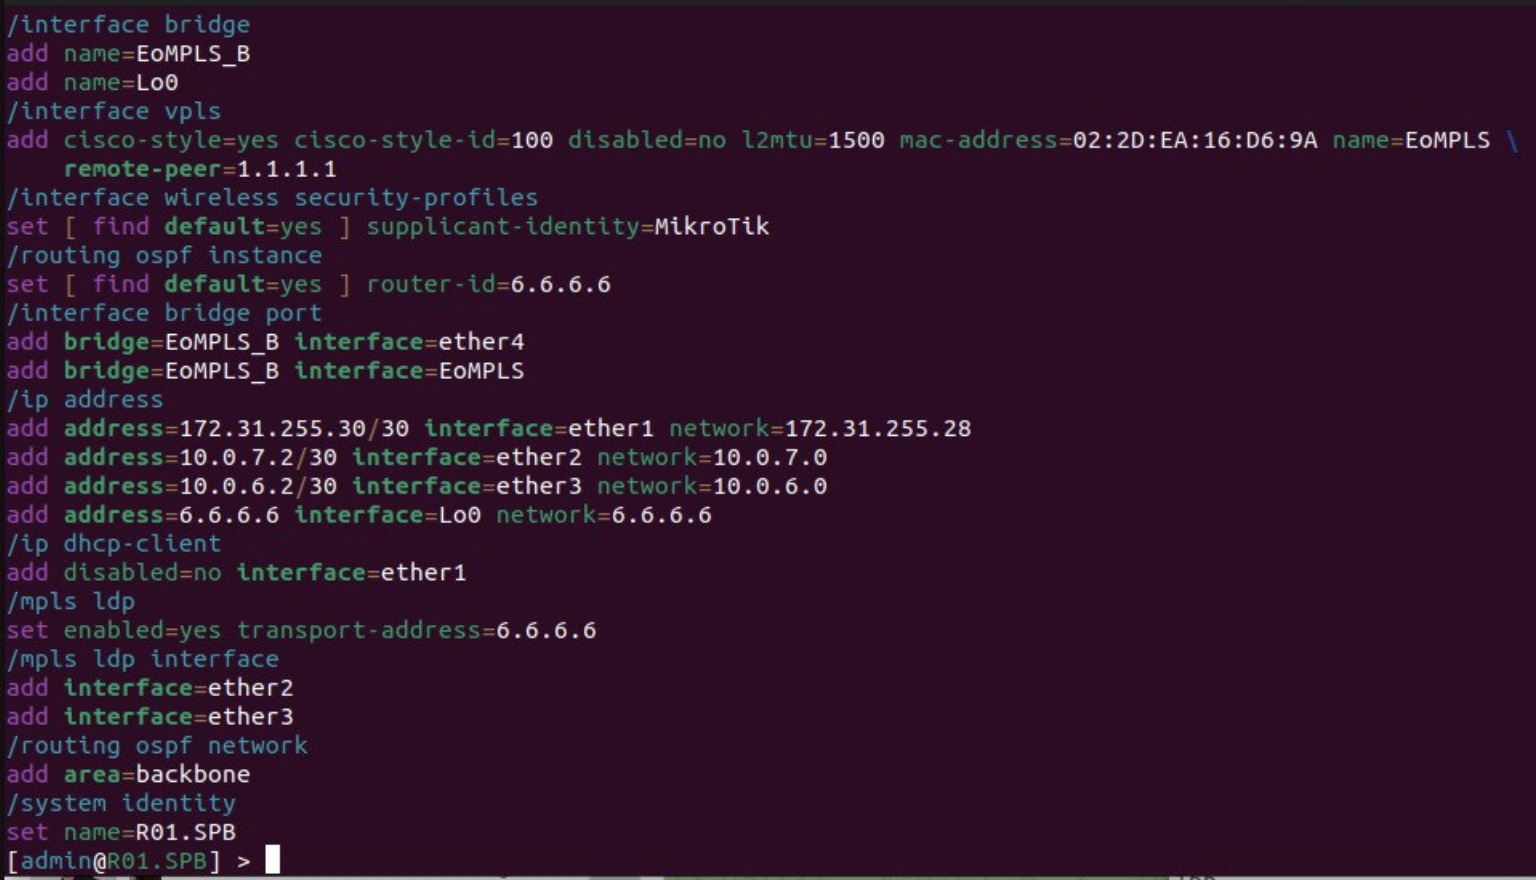 /interface bridge
add name=EoMPLS_B
add name=Lo0
/interface vpls
add cisco-style=yes cisco-style-id=100 disabled=no l2mtu=1500 mac-address=02:2D:EA:16:D6:9A name=EoMPLS \
    remote-peer=1.1.1.1
/interface wireless security-profiles
set [ find default=yes ] supplicant-identity=MikroTik
/routing ospf instance
set [ find default=yes ] router-id=6.6.6.6
/interface bridge port
add bridge=EoMPLS_B interface=ether4
add bridge=EoMPLS_B interface=EoMPLS
/ip address
add address=172.31.255.30/30 interface=ether1 network=172.31.255.28
add address=10.0.7.2/30 interface=ether2 network=10.0.7.0
add address=10.0.6.2/30 interface=ether3 network=10.0.6.0
add address=6.6.6.6 interface=Lo0 network=6.6.6.6
/ip dhcp-client
add disabled=no interface=ether1
/mpls ldp
set enabled=yes transport-address=6.6.6.6
/mpls ldp interface
add interface=ether2
add interface=ether3
/routing ospf network
add area=backbone
/system identity
set name=R01.SPB
[admin@R01.SPB] >